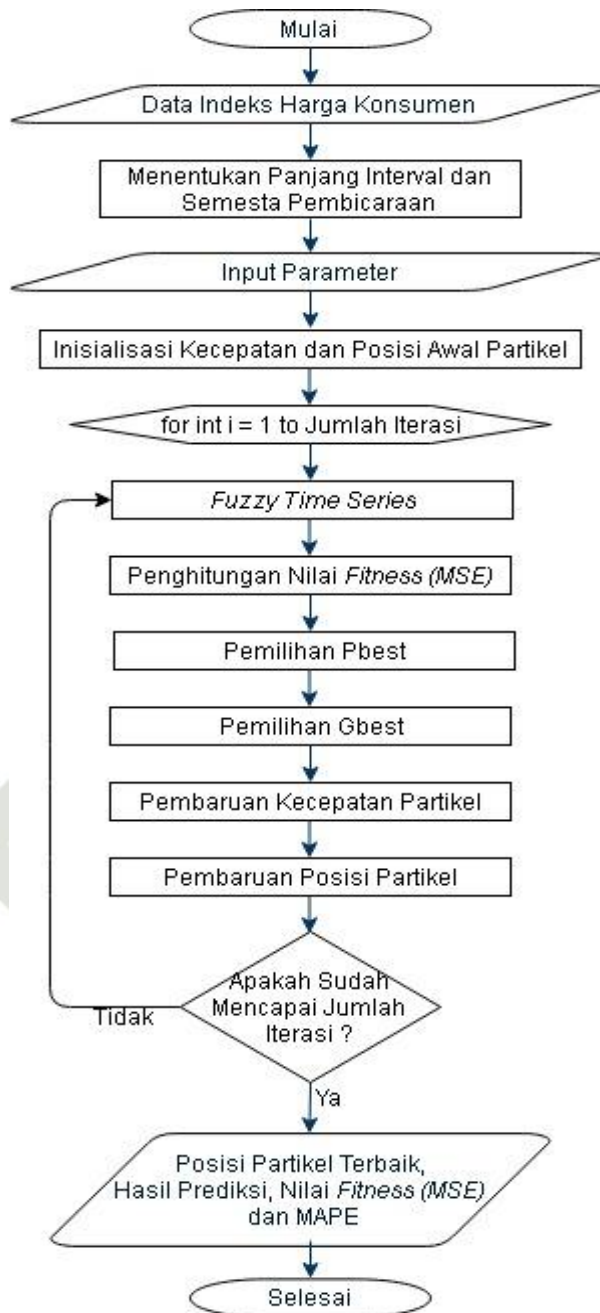 Mulai
Data Indeks Harga Konsumen
Menentukan Panjang Interval dan
Semesta Pembicaraan
Input Parameter
Inisialisasi Kecepatan dan Posisi Awal Partikel
for int i = 1 to Jumlah Iterasi
Fuzzy Time Series
Penghitungan Nilai Fitness (MSE)
Pemilihan Pbest
Pemilihan Gbest
Pembaruan Kecepatan Partikel
Pembaruan Posisi Partikel
Apakah Sudah
Mencapai Jumlah
Iterasi ?
Tidak
Ya
Posisi Partikel Terbaik,
Hasil Prediksi, Nilai Fitness (MSE)
dan MAPE
Selesai